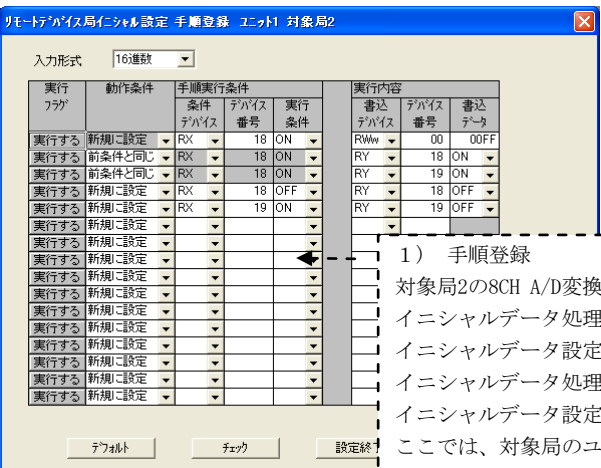 リモートデバイス局イニシャル設定 手順登録 ユニット1 対象局2
入力形式 16進数
実行フラグ 動作条件 手順実行条件 実行内容
条件デバイス デバイス番号 実行条件 書込デバイス デバイス番号 書込データ
実行する 新規に設定 RX 18 ON RWw 00 00FF
実行する 前条件と同じ RX 18 ON RY 18 ON
実行する 前条件と同じ RX 18 ON RY 19 ON
実行する 新規に設定 RX 18 OFF RY 18 OFF
実行する 新規に設定 RX 19 ON RY 19 OFF
実行する 新規に設定
実行する 新規に設定
実行する 新規に設定
実行する 新規に設定
実行する 新規に設定
実行する 新規に設定
実行する 新規に設定
実行する 新規に設定
実行する 新規に設定
実行する 新規に設定
実行する 新規に設定
デフォルト チェック 設定終了
1) 手順登録
対象局2の8CH A/D変換
イニシャルデータ処理
イニシャルデータ設定
イニシャルデータ処理
イニシャルデータ設定
ここでは、対象局のユ